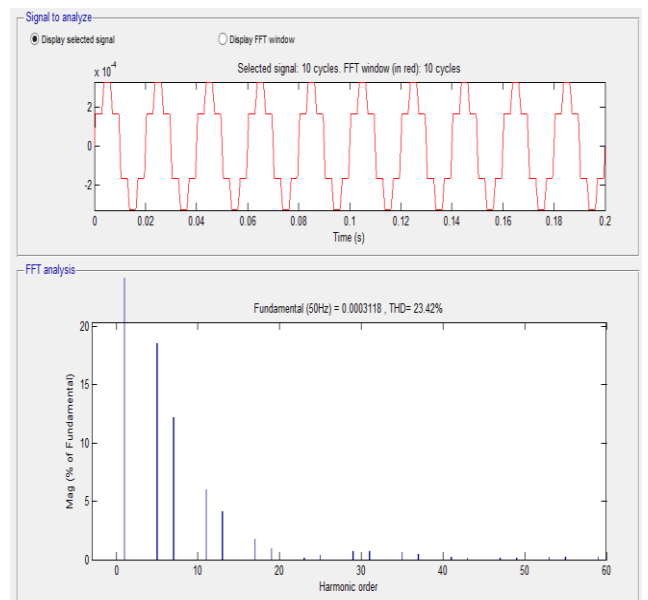 Signal to analyze
Display selected signal Display FFT window
x 10^-4
Selected signal: 10 cycles. FFT window (in red): 10 cycles
2
0
-2
0 0.02 0.04 0.06 0.08 0.1 0.12 0.14 0.16 0.18 0.2
Time (s)
FFT analysis
Fundamental (50Hz) = 0.0003118 , THD= 23.42%
20
15
10
5
0
Mag (% of Fundamental)
0 10 20 30 40 50 60
Harmonic order